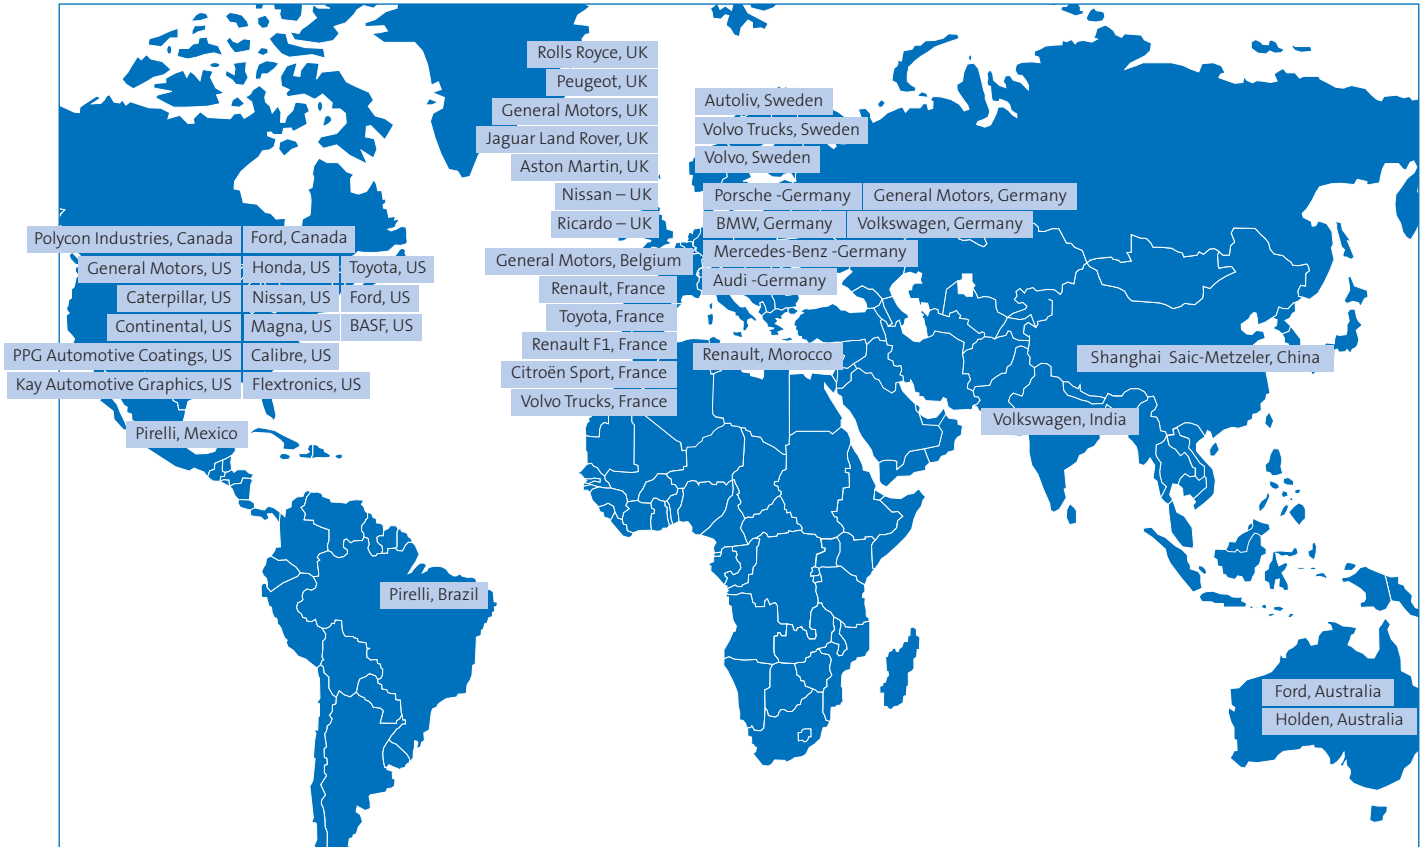 Rolls Royce, UK
Peugeot, UK
General Motors, UK
Jaguar Land Rover, UK
Aston Martin, UK
Nissan – UK
Ricardo – UK
Autoliv, Sweden
Volvo Trucks, Sweden
Volvo, Sweden
Porsche -Germany
General Motors, Germany
BMW, Germany
Volkswagen, Germany
Mercedes-Benz -Germany
Audi -Germany
Polycon Industries, Canada
Ford, Canada
General Motors, US
Honda, US
Toyota, US
Caterpillar, US
Nissan, US
Ford, US
Continental, US
Magna, US
BASF, US
PPG Automotive Coatings, US
Calibre, US
Kay Automotive Graphics, US
Flextronics, US
Pirelli, Mexico
General Motors, Belgium
Renault, France
Toyota, France
Renault F1, France
Citroën Sport, France
Volvo Trucks, France
Renault, Morocco
Shanghai Saic-Metzeler, China
Volkswagen, India
Pirelli, Brazil
Ford, Australia
Holden, Australia